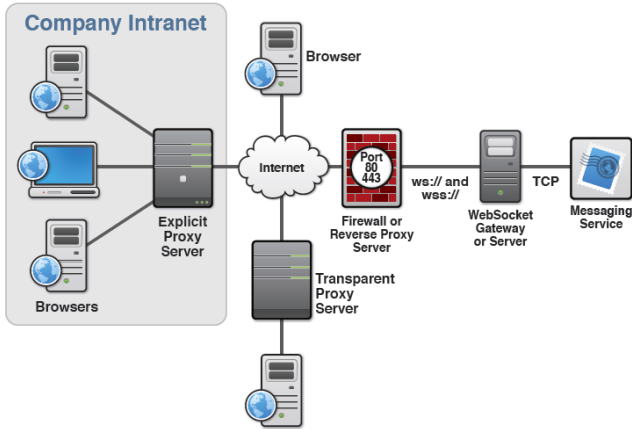 Company Intranet
Browser
Internet
Port
80
443
ws:// and
wss://
TCP
Explicit
Proxy
Server
Firewall or
Reverse Proxy
Server
WebSocket
Gateway
or Server
Messaging
Service
Browsers
Transparent
Proxy
Server